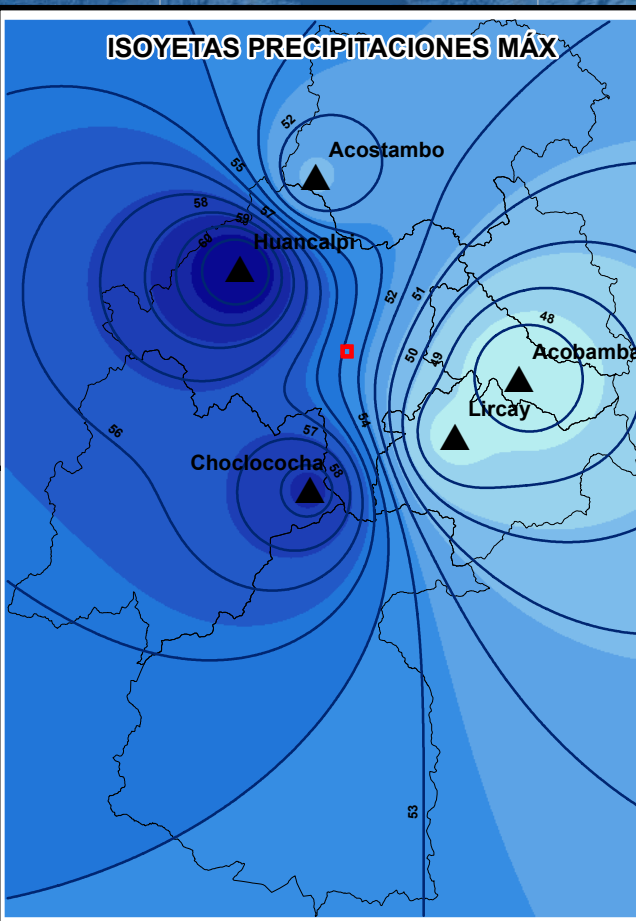 ISOYETAS PRECIPITACIONES MÁX
52
Acostambo
55
58
57
59
60
Huancalpi
52
51
48
50
49
Acobamba
54
Lircay
56
57
58
Choclococha
53